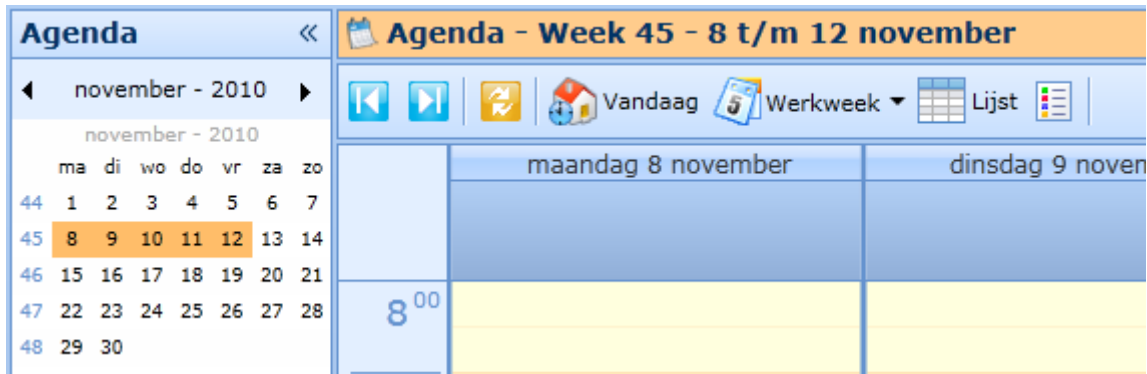 Agenda «
november - 2010
november - 2010
ma di wo do vr za zo
44 1 2 3 4 5 6 7
45 8 9 10 11 12 13 14
46 15 16 17 18 19 20 21
47 22 23 24 25 26 27 28
48 29 30
Agenda - Week 45 - 8 t/m 12 november
Vandaag 5 Werkweek Lijst
maandag 8 november dinsdag 9 noven
8 00